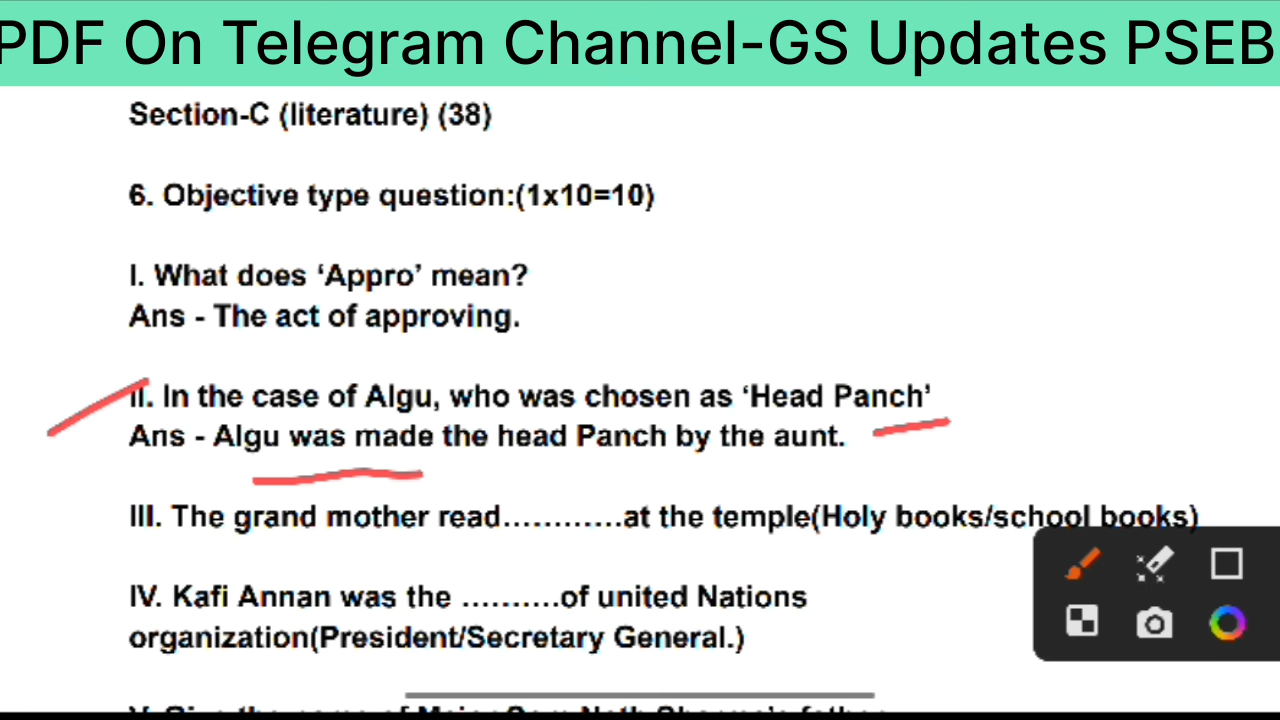 PDF On Telegram Channel-GS Updates PSEB
Section-C (literature) (38)
6. Objective type question:(1x10=10)
I. What does ‘Appro’ mean?
Ans - The act of approving.
II. In the case of Algu, who was chosen as ‘Head Panch’
Ans - Algu was made the head Panch by the aunt.
III. The grand mother read............at the temple(Holy books/school books)
IV. Kafi Annan was the ..........of united Nations
organization(President/Secretary General.)